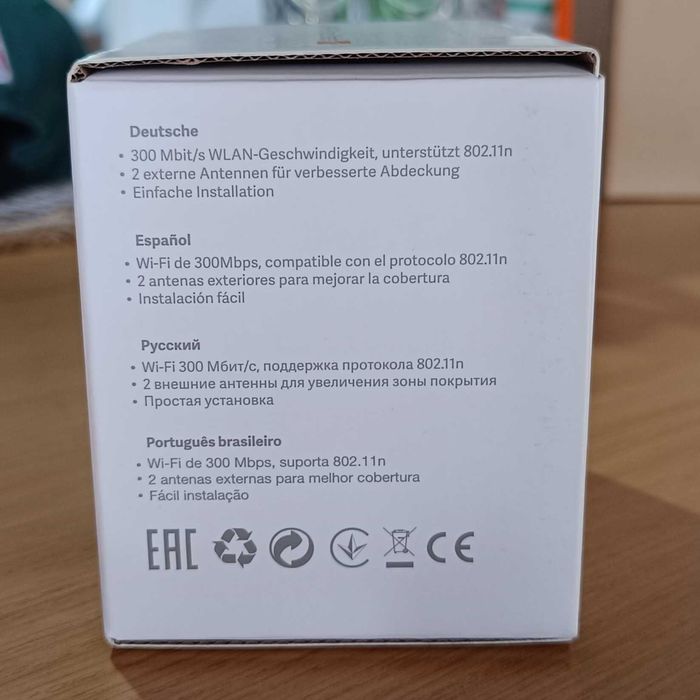 Deutsche
• 300 Mbit/s WLAN-Geschwindigkeit, unterstützt 802.11n
• 2 externe Antennen für verbesserte Abdeckung
• Einfache Installation
Español
• Wi-Fi de 300Mbps, compatible con el protocolo 802.11n
• 2 antenas exteriores para mejorar la cobertura
• Instalación fácil
Русский
• Wi-Fi 300 Мбит/с, поддержка протокола 802.11n
• 2 внешние антенны для увеличения зоны покрытия
• Простая установка
Português brasileiro
• Wi-Fi de 300 Mbps, suporta 802.11n
• 2 antenas externas para melhor cobertura
• Fácil instalação
EAC CE